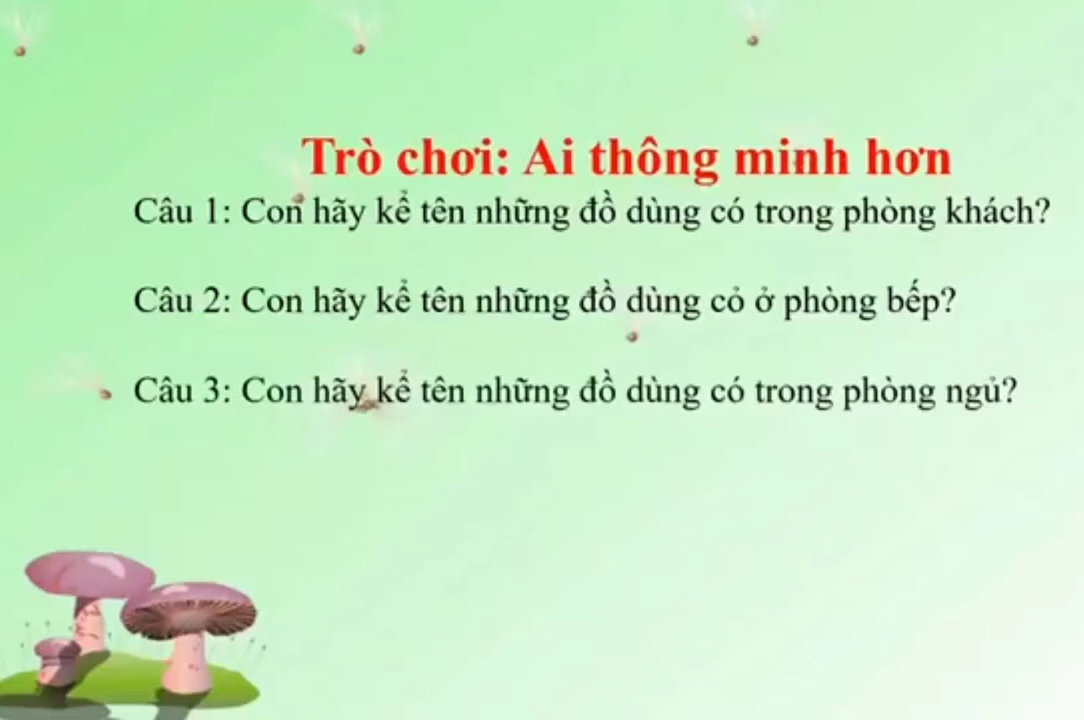 Trò chơi: Ai thông minh hơn
Câu 1: Con hãy kể tên những đồ dùng có trong phòng khách?
Câu 2: Con hãy kể tên những đồ dùng cỏ ở phòng bếp?
Câu 3: Con hãy kể tên những đồ dùng có trong phòng ngủ?